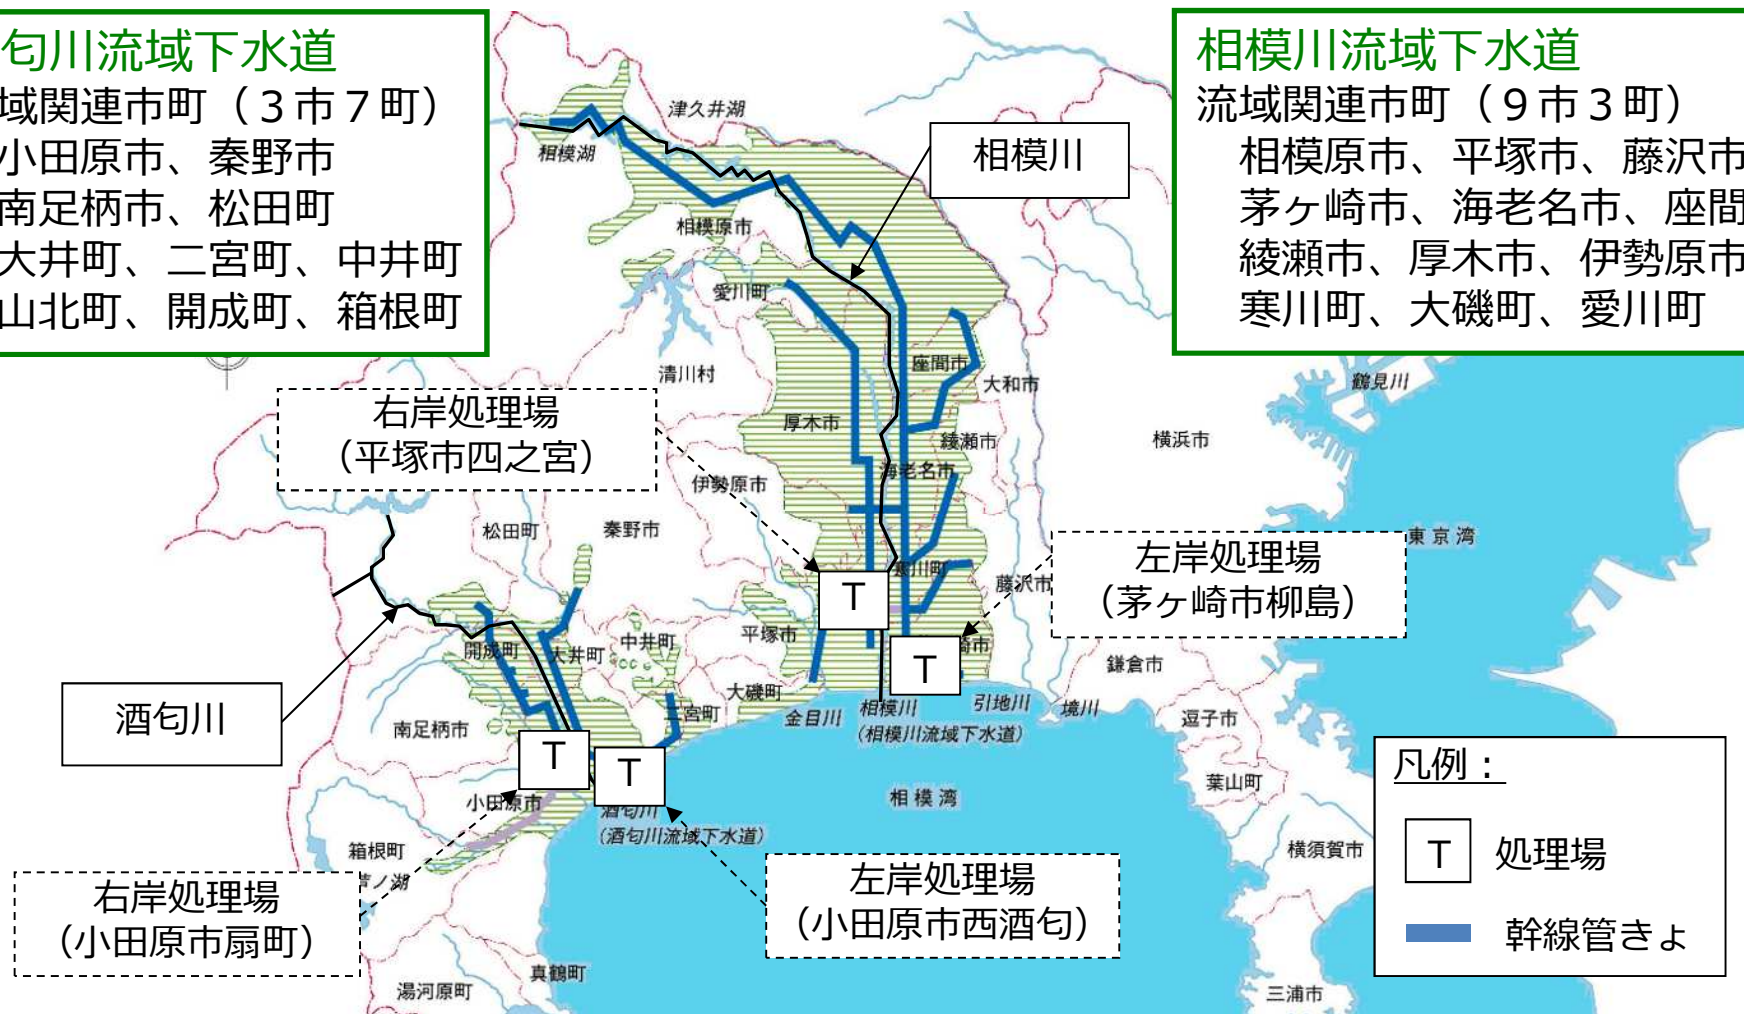 匂川流域下水道
域関連市町（３市７町）
小田原市、秦野市
南足柄市、松田町
大井町、二宮町、中井町
山北町、開成町、箱根町
相模川流域下水道
流域関連市町（９市３町）
相模原市、平塚市、藤沢市
茅ヶ崎市、海老名市、座間
綾瀬市、厚木市、伊勢原市
寒川町、大磯町、愛川町
津久井湖
相模湖
相模川
相模原市
愛川町
座間市
大和市
清川村
鶴見川
右岸処理場
（平塚市四之宮）
厚木市
綾瀬市
横浜市
海老名市
伊勢原市
松田町
秦野市
東京湾
左岸処理場
（茅ヶ崎市柳島）
T
寒川町
藤沢市
平塚市
中井町
開成町
大井町
T
崎市
鎌倉市
大磯町
二宮町
金目川
相模川
（相模川流域下水道）
引地川
境川
逗子市
酒匂川
南足柄市
T
T
葉山町
相模湾
小田原市
酒匂川
（酒匂川流域下水道）
箱根町
芦ノ湖
横須賀市
右岸処理場
（小田原市扇町）
左岸処理場
（小田原市西酒匂）
真鶴町
湯河原町
三浦市
凡例：
T 処理場
幹線管きょ